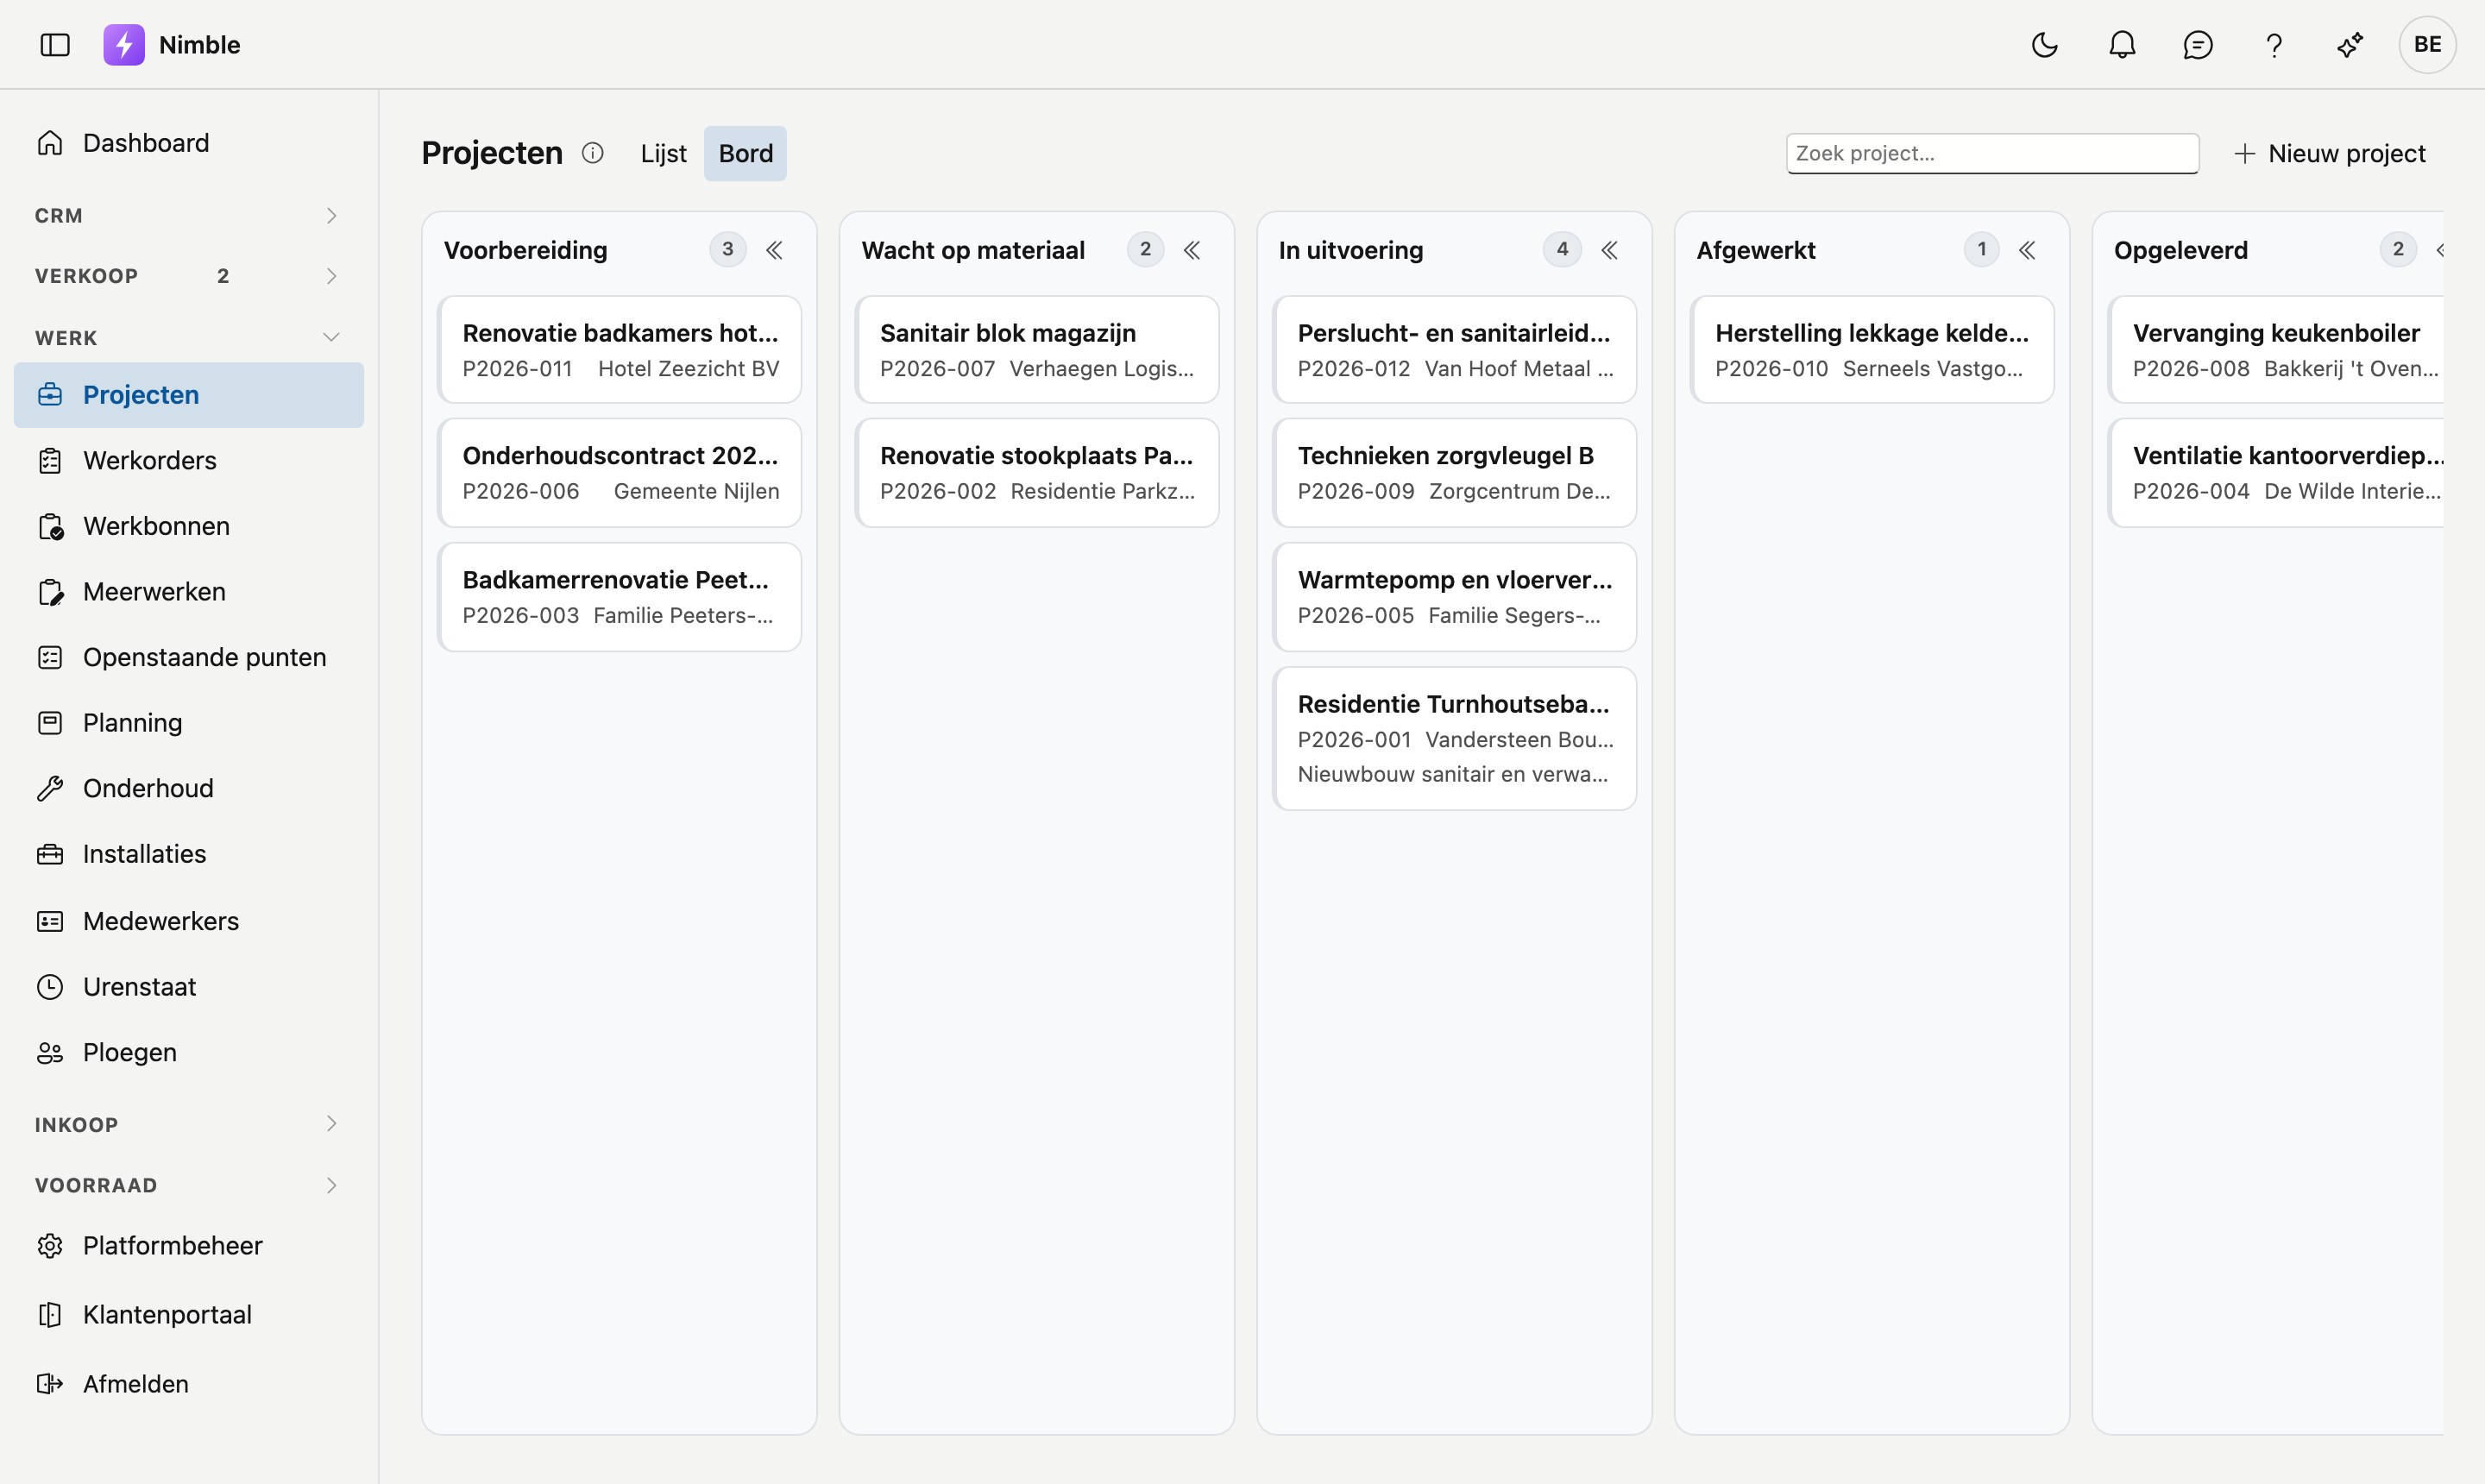 Nimble
BE
Dashboard
CRM
VERKOOP 2
WERK
Projecten
Werkorders
Werkbonnen
Meerwerken
Openstaande punten
Planning
Onderhoud
Installaties
Medewerkers
Urenstaat
Ploegen
INKOOP
VOORRAAD
Platformbeheer
Klantenportaal
Afmelden
Projecten Lijst Bord Zoek project... Nieuw project
Voorbereiding 3
Renovatie badkamers hot...
P2026-011 Hotel Zeezicht BV
Onderhoudscontract 202...
P2026-006 Gemeente Nijlen
Badkamerrenovatie Peet...
P2026-003 Familie Peeters-...
Wacht op materiaal 2
Sanitair blok magazijn
P2026-007 Verhaegen Logis...
Renovatie stookplaats Pa...
P2026-002 Residentie Parkz...
In uitvoering 4
Perslucht- en sanitairleid...
P2026-012 Van Hoof Metaal ...
Technieken zorgvleugel B
P2026-009 Zorgcentrum De...
Warmtepomp en vloerver...
P2026-005 Familie Segers-...
Residentie Turnhoutseba...
P2026-001 Vandersteen Bou...
Nieuwbouw sanitair en verwa...
Afgewerkt 1
Herstelling lekkage kelde...
P2026-010 Serneels Vastgo...
Opgeleverd 2
Vervanging keukenboiler
P2026-008 Bakkerij 't Oven...
Ventilatie kantoorverdiep...
P2026-004 De Wilde Interie...